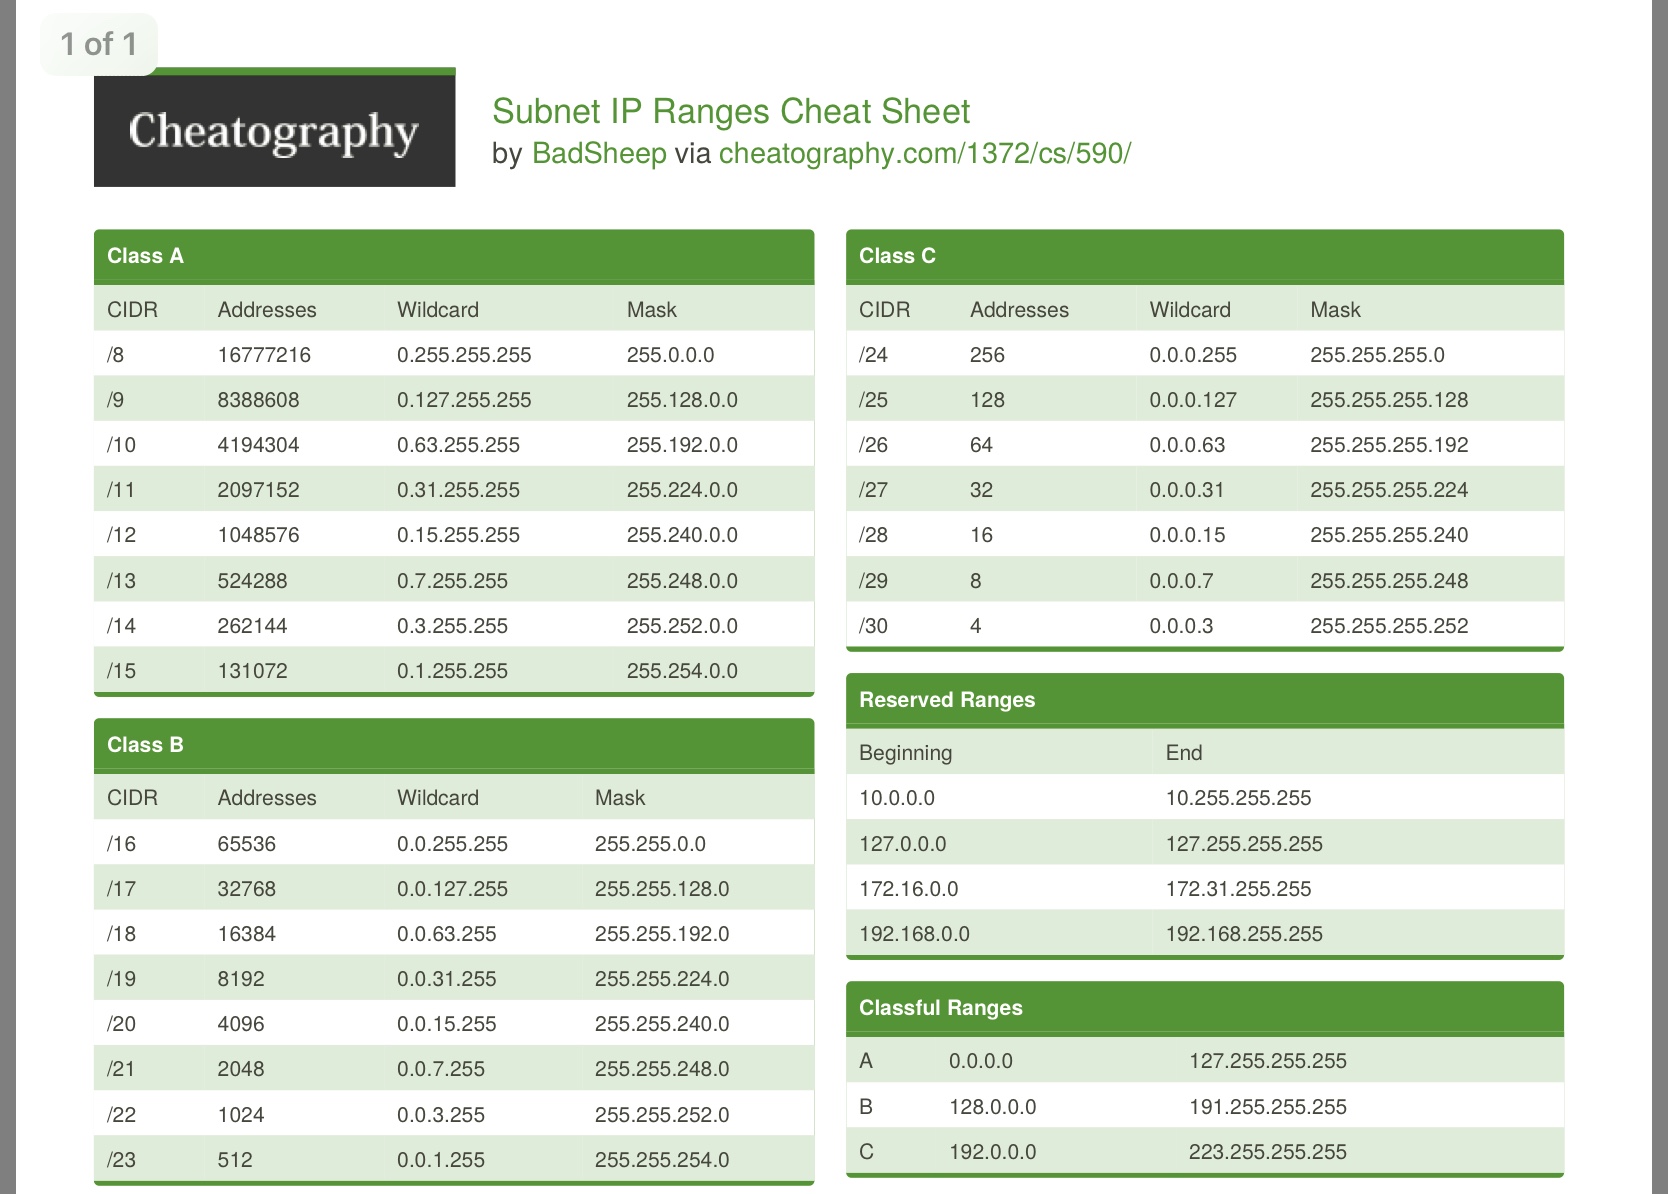 1 of 1
Cheatography
Subnet IP Ranges Cheat Sheet
by BadSheep via cheatography.com/1372/cs/590/
Class A
CIDR Addresses Wildcard Mask
/8 16777216 0.255.255.255 255.0.0.0
/9 8388608 0.127.255.255 255.128.0.0
/10 4194304 0.63.255.255 255.192.0.0
/11 2097152 0.31.255.255 255.224.0.0
/12 1048576 0.15.255.255 255.240.0.0
/13 524288 0.7.255.255 255.248.0.0
/14 262144 0.3.255.255 255.252.0.0
/15 131072 0.1.255.255 255.254.0.0
Class B
CIDR Addresses Wildcard Mask
/16 65536 0.0.255.255 255.255.0.0
/17 32768 0.0.127.255 255.255.128.0
/18 16384 0.0.63.255 255.255.192.0
/19 8192 0.0.31.255 255.255.224.0
/20 4096 0.0.15.255 255.255.240.0
/21 2048 0.0.7.255 255.255.248.0
/22 1024 0.0.3.255 255.255.252.0
/23 512 0.0.1.255 255.255.254.0
Class C
CIDR Addresses Wildcard Mask
/24 256 0.0.0.255 255.255.255.0
/25 128 0.0.0.127 255.255.255.128
/26 64 0.0.0.63 255.255.255.192
/27 32 0.0.0.31 255.255.255.224
/28 16 0.0.0.15 255.255.255.240
/29 8 0.0.0.7 255.255.255.248
/30 4 0.0.0.3 255.255.255.252
Reserved Ranges
Beginning End
10.0.0.0 10.255.255.255
127.0.0.0 127.255.255.255
172.16.0.0 172.31.255.255
192.168.0.0 192.168.255.255
Classful Ranges
A 0.0.0.0 127.255.255.255
B 128.0.0.0 191.255.255.255
C 192.0.0.0 223.255.255.255